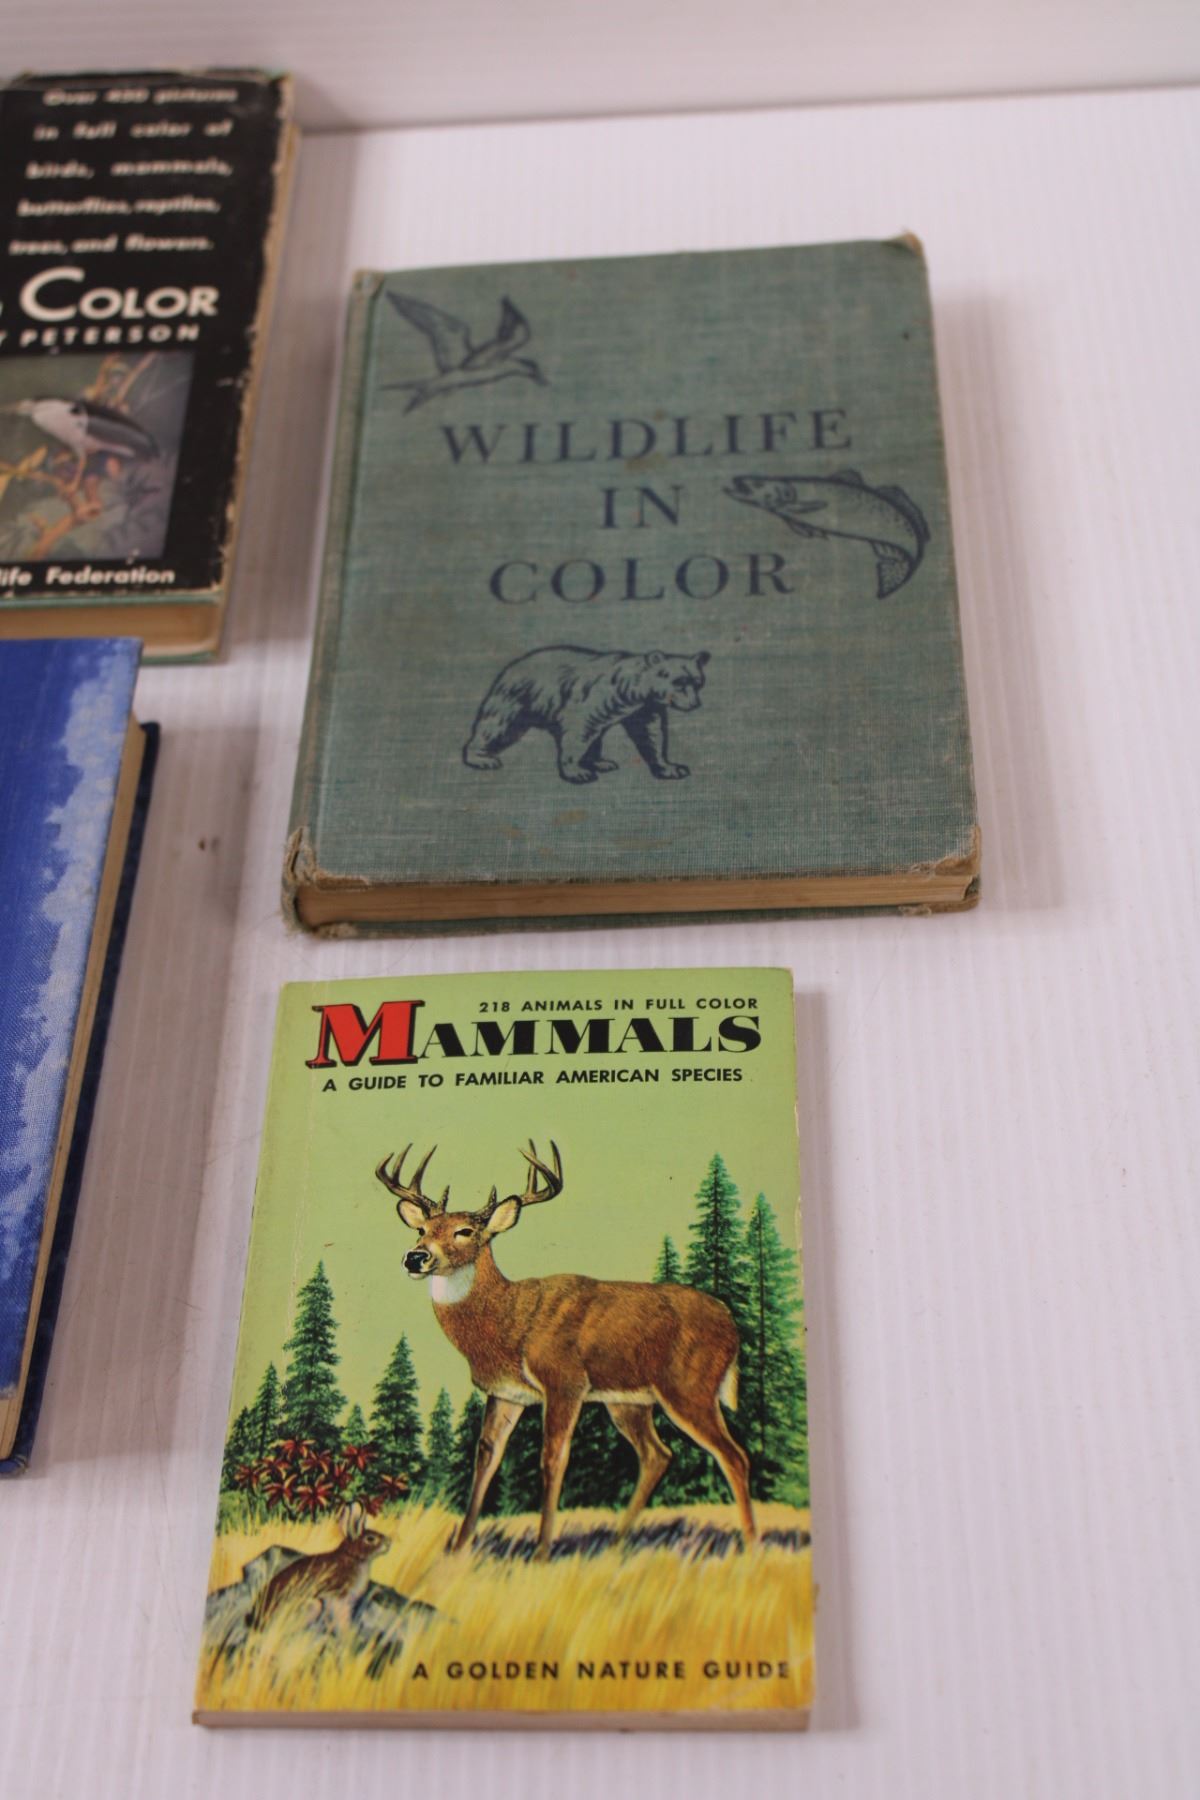 Over 450 pictures
in full color of
birds, mammals,
butterflies, reptiles,
trees, and flowers.
COLOR
PETERSON
life Federation
WILDLIFE
IN
COLOR
218 ANIMALS IN FULL COLOR
MAMMALS
A GUIDE TO FAMILIAR AMERICAN SPECIES
A GOLDEN NATURE GUIDE